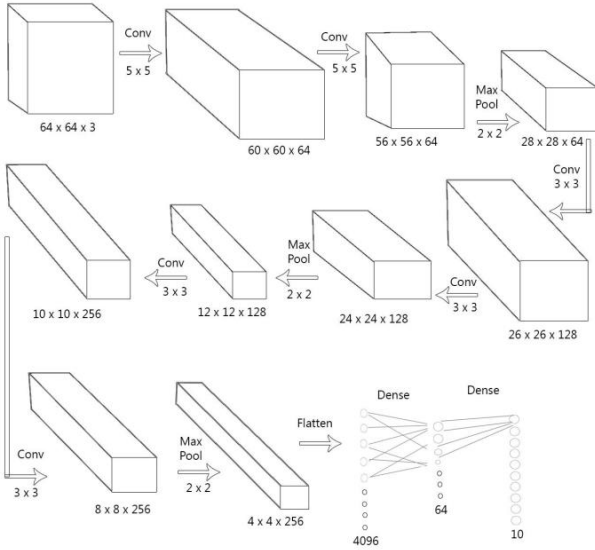 Conv
5 x 5
64 x 64 x 3
Conv
5 x 5
60 x 60 x 64
56 x 56 x 64
Max
Pool
2 x 2
28 x 28 x 64
Conv
3 x 3
26 x 26 x 128
Conv
3 x 3
24 x 24 x 128
Max
Pool
2 x 2
12 x 12 x 128
Conv
3 x 3
10 x 10 x 256
Conv
3 x 3
8 x 8 x 256
Max
Pool
2 x 2
4 x 4 x 256
Flatten
Dense
4096
64
Dense
10